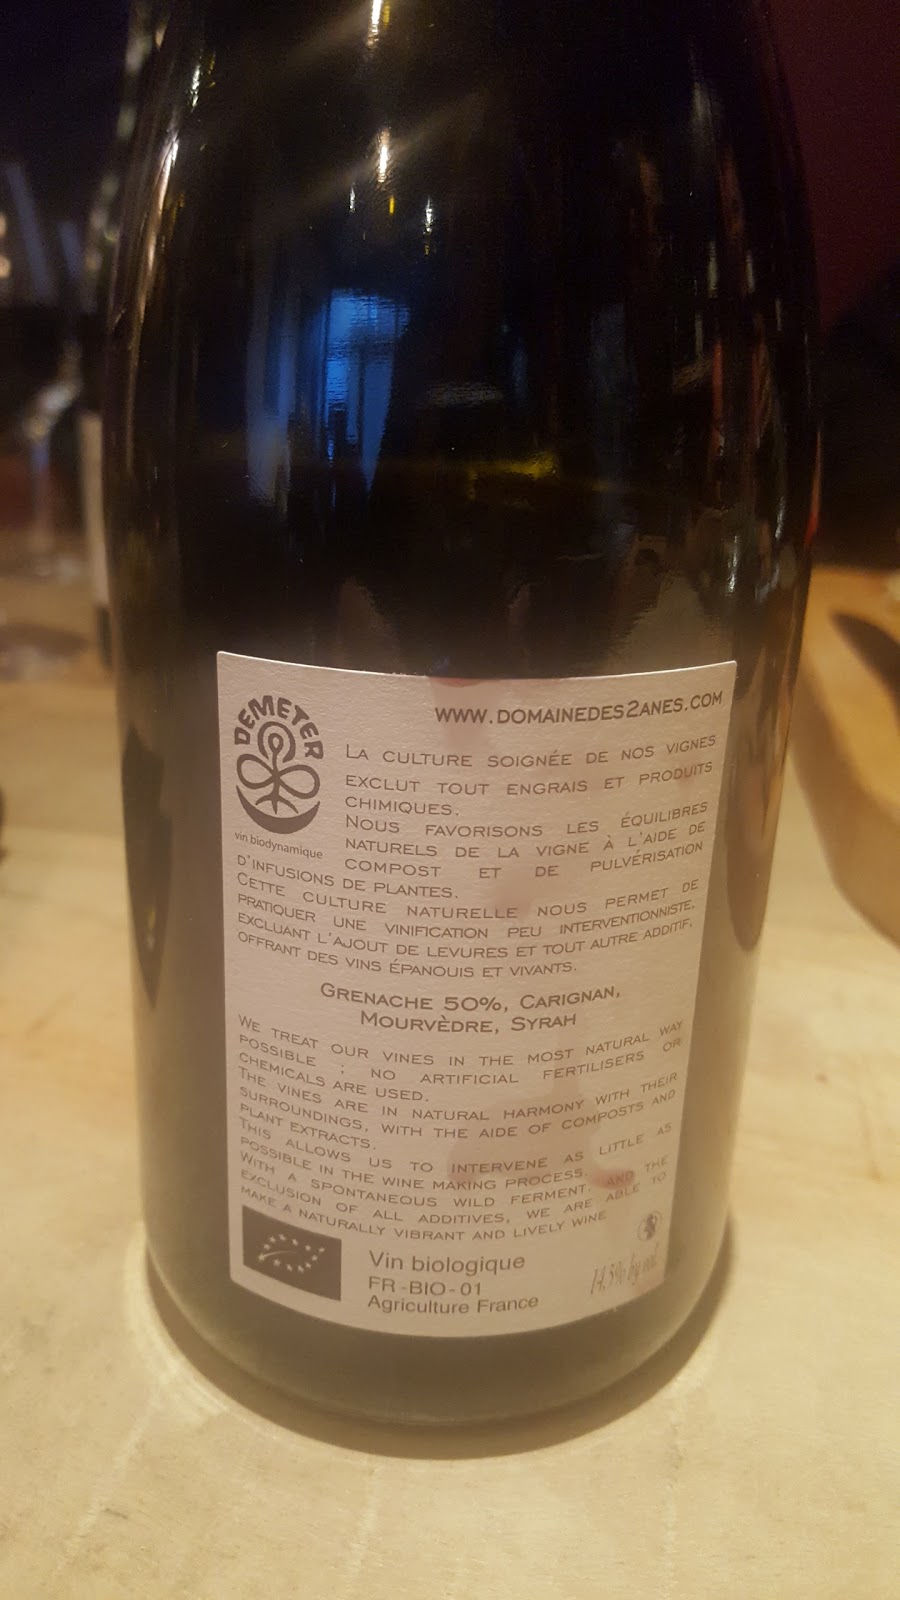 DEMETER
vin biodynamique
WWW.DOMAINEDES2ANES.COM
LA CULTURE SOIGNÉE DE NOS VIGNES
EXCLUT TOUT ENGRAIS ET PRODUITS
CHIMIQUES.
NOUS FAVORISONS LES ÉQUILIBRES
NATURELS DE LA VIGNE À L'AIDE DE
COMPOST ET DE PULVÉRISATION
D'INFUSIONS DE PLANTES.
CETTE CULTURE NATURELLE NOUS PERMET DE
PRATIQUER UNE VINIFICATION PEU INTERVENTIONNISTE,
EXCLUANT L'AJOUT DE LEVURES ET TOUT AUTRE ADDITIF,
OFFRANT DES VINS ÉPANOUIS ET VIVANTS.
GRENACHE 50%, CARIGNAN,
MOURVÈDRE, SYRAH
WE TREAT OUR VINES IN THE MOST NATURAL WAY
POSSIBLE ; NO ARTIFICIAL FERTILISERS OR
CHEMICALS ARE USED.
THE VINES ARE IN NATURAL HARMONY WITH THEIR
SURROUNDINGS, WITH THE AIDE OF COMPOSTS AND
PLANT EXTRACTS.
THIS ALLOWS US TO INTERVENE AS LITTLE AS
POSSIBLE IN THE WINE MAKING PROCESS.
WITH A SPONTANEOUS WILD FERMENT, AND THE
EXCLUSION OF ALL ADDITIVES, WE ARE ABLE TO
MAKE A NATURALLY VIBRANT AND LIVELY WINE
Vin biologique
FR-BIO-01
Agriculture France
14,5% by vol.